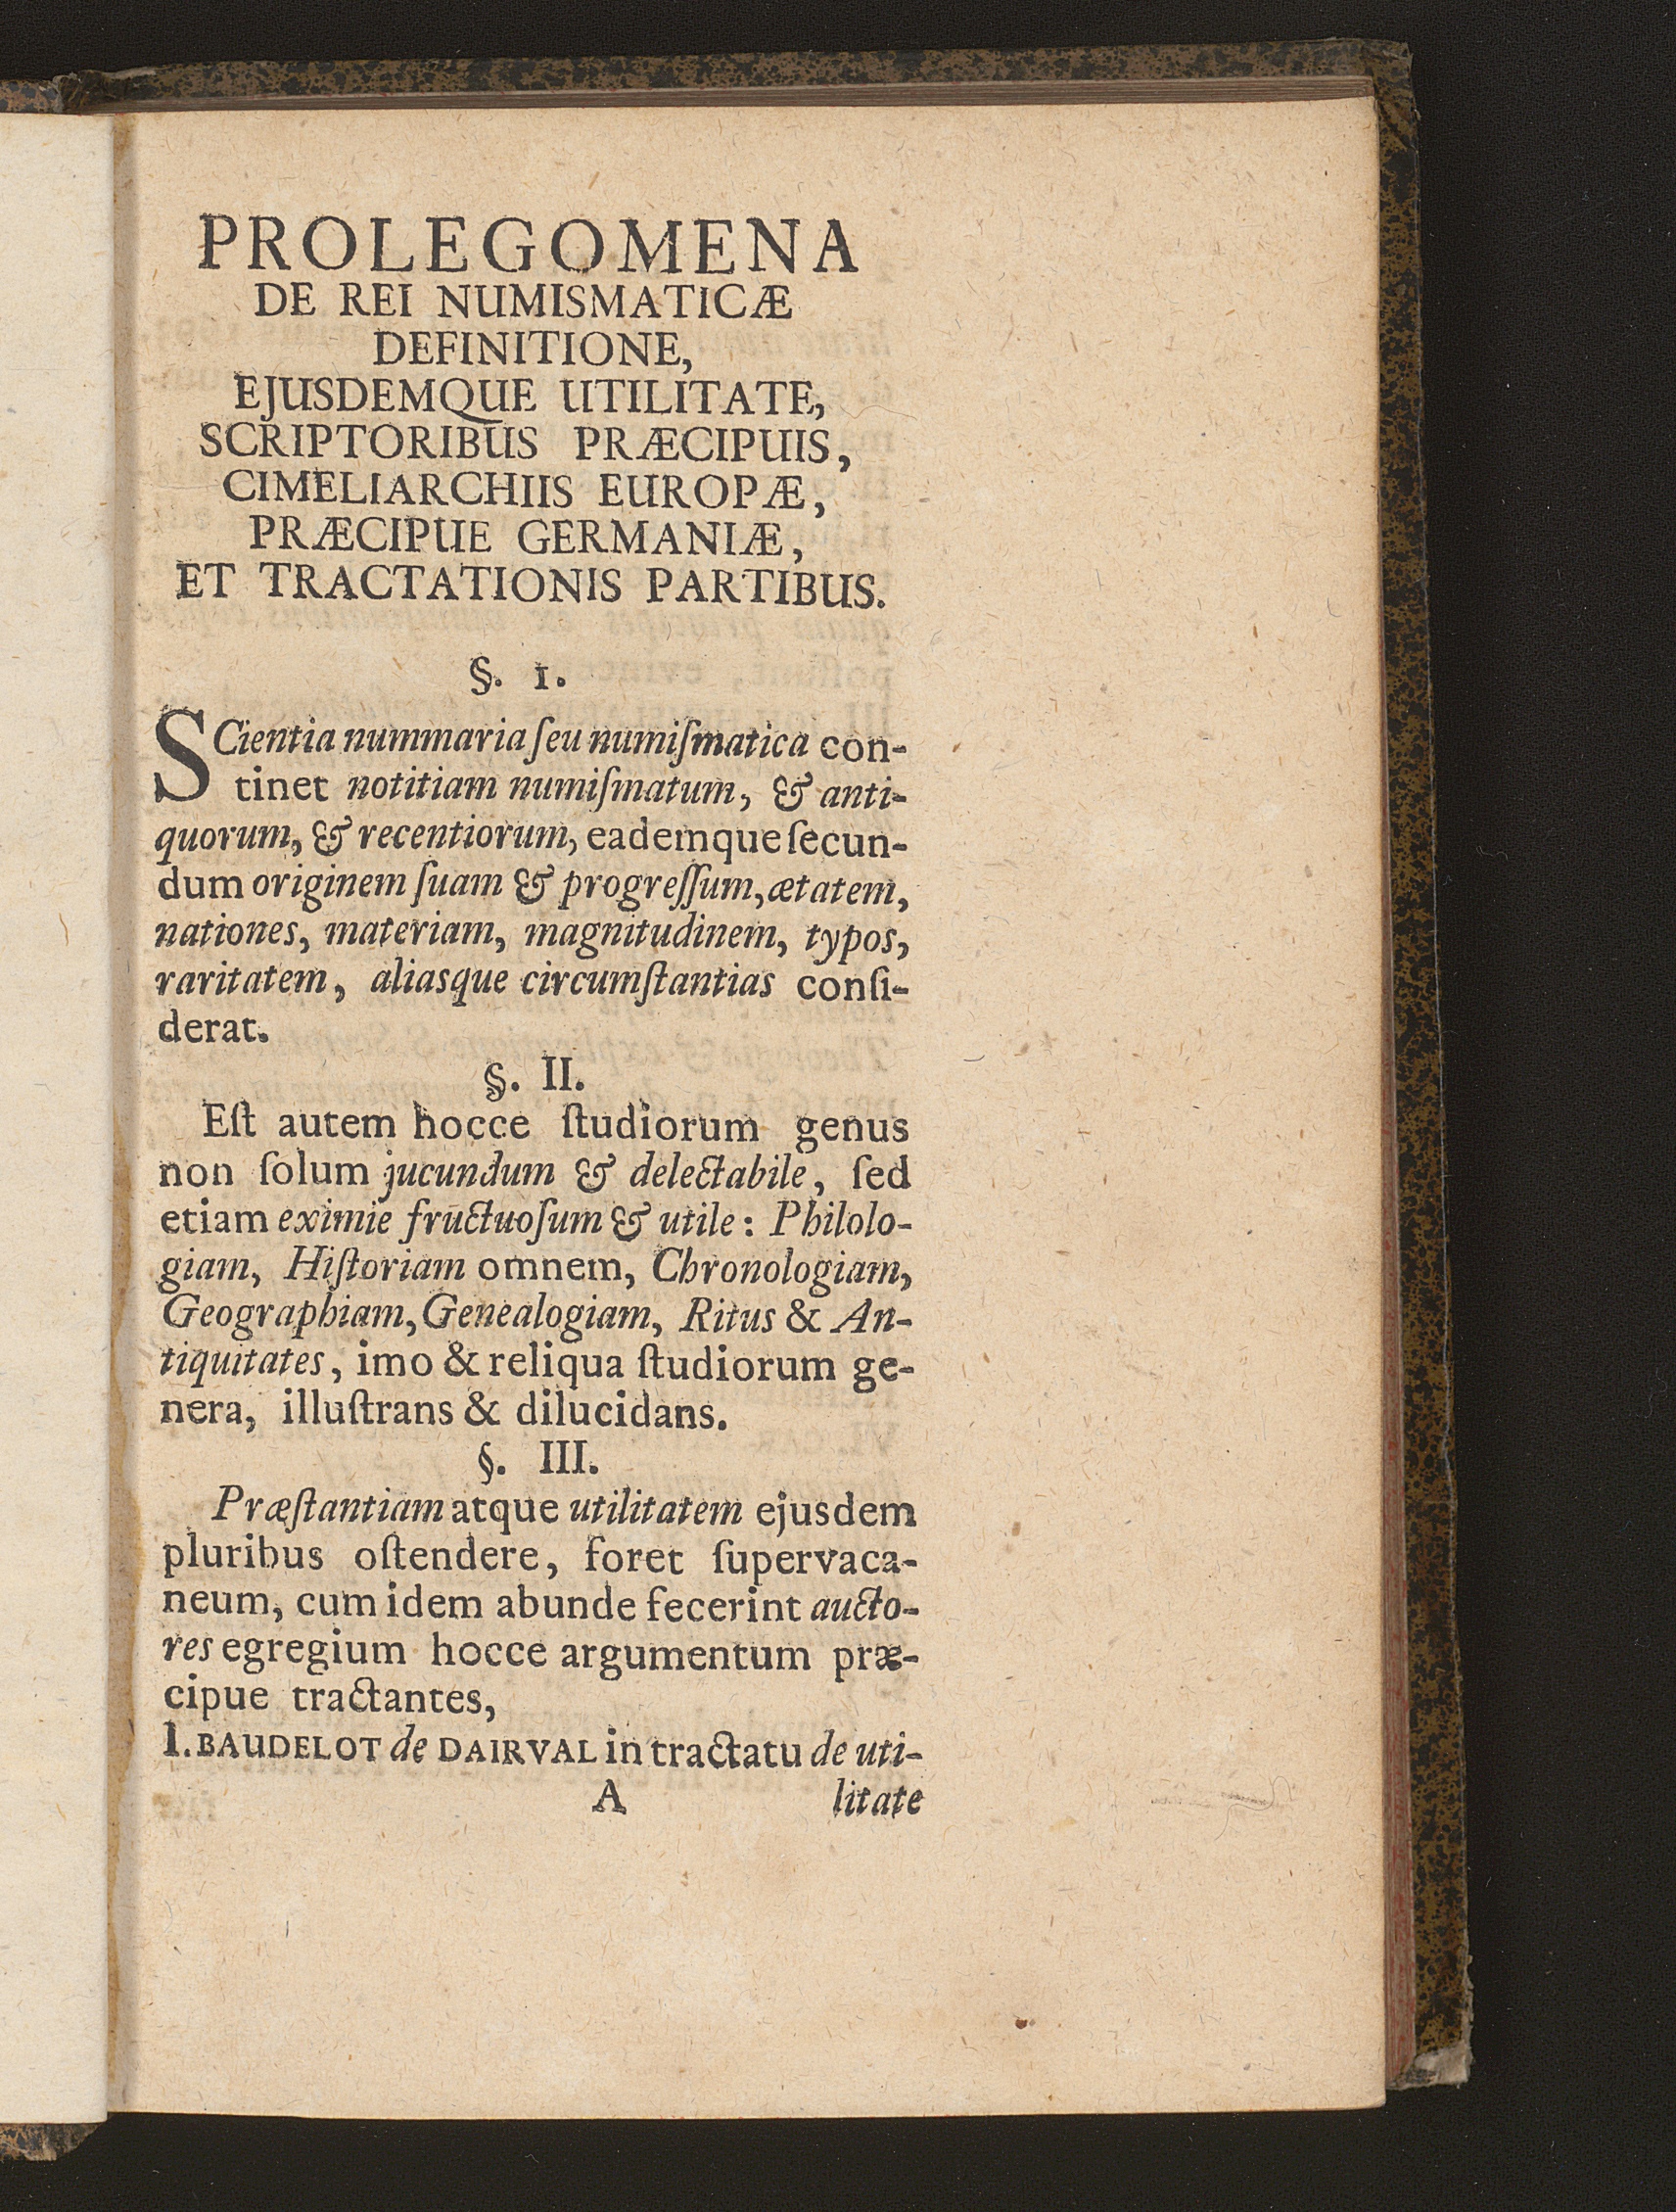 PROLEGOMENA
DE REI NUMISMATICÆ
DEFINITIONE,
EJUSDEMQUE UTILITATE,
SCRIPTORIBUS PRÆCIPUIS,
CIMELIARCHIIS EUROPÆ,
PRÆCIPUE GERMANIÆ,
ET TRACTATIONIS PARTIBUS.
§. I.
SCientia nummaria ſeu numiſmatica con-
tinet notitiam numiſmatum, & anti-
quorum, & recentiorum, eademque ſecun-
dum originem ſuam & progreſſum, ætatem,
nationes, materiam, magnitudinem, typos,
raritatem, aliasque circumſtantias conſi-
derat.
§. II.
Eſt autem hocce ſtudiorum genus
non ſolum jucundum & delectabile, ſed
etiam eximie fructuoſum & utile: Philolo-
giam, Hiſtoriam omnem, Chronologiam,
Geographiam, Genealogiam, Ritus & An-
tiquitates, imo & reliqua ſtudiorum ge-
nera, illuſtrans & dilucidans.
§. III.
Præſtantiam atque utilitatem ejusdem
pluribus oſtendere, foret ſupervaca-
neum, cum idem abunde fecerint aucto-
res egregium hocce argumentum præ-
cipue tractantes,
I. BAUDELOT de DAIRVAL in tractatu de uti-
A litate